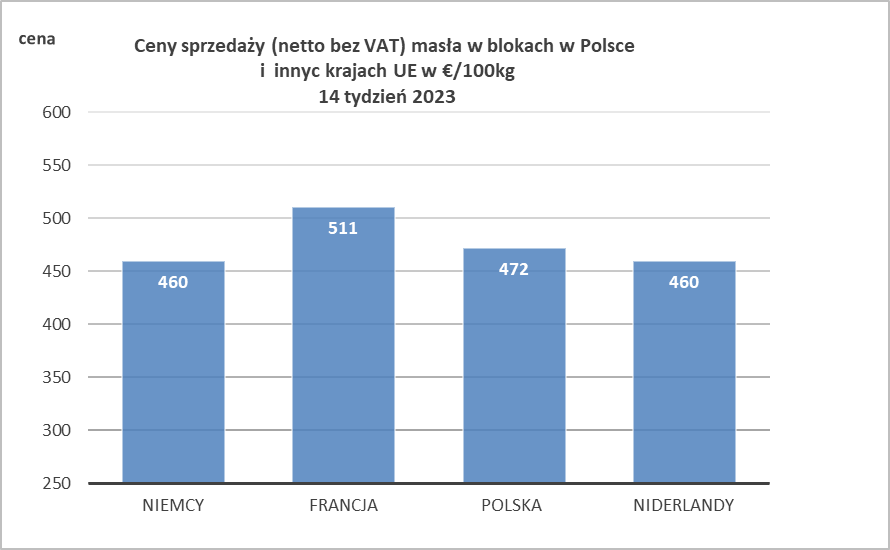 cena
Ceny sprzedaży (netto bez VAT) masła w blokach w Polsce
i innyc krajach UE w €/100kg
14 tydzień 2023
600
550
500
450
400
350
300
250
460
511
472
460
NIEMCY
FRANCJA
POLSKA
NIDERLANDY